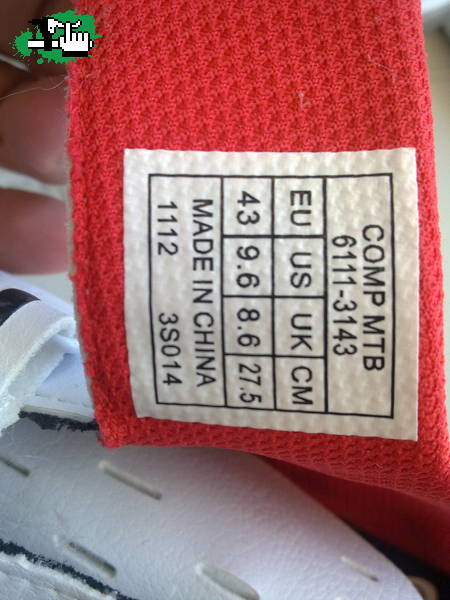 COMP MTB
6111-3143
EU US UK CM
43 9.6 8.6 27.5
MADE IN CHINA
1112 3S014